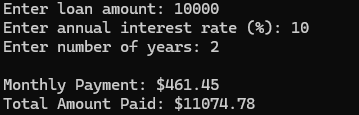 Enter loan amount: 10000
Enter annual interest rate (%): 10
Enter number of years: 2
Monthly Payment: $461.45
Total Amount Paid: $11074.78